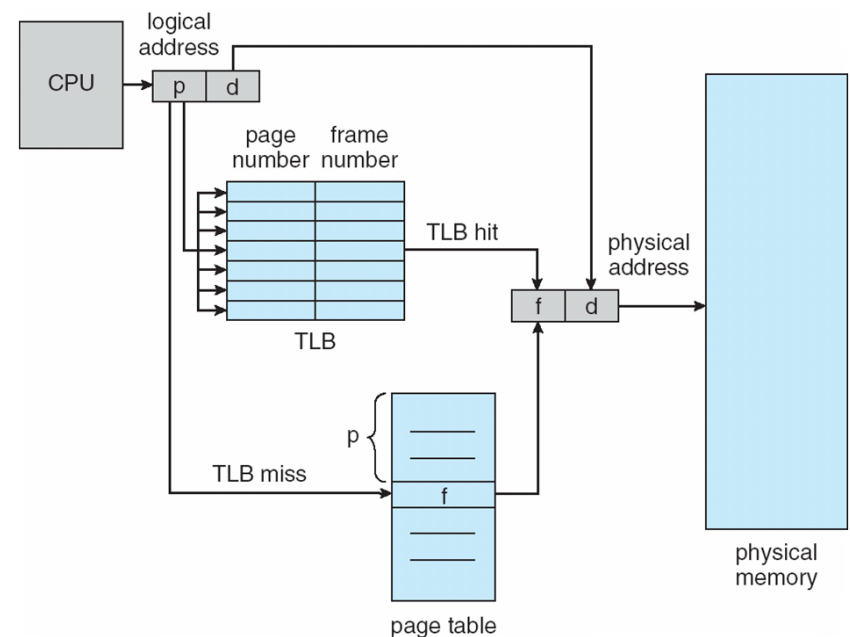 logical
address
CPU
p
d
page
number
frame
number
TLB hit
physical
address
f
d
TLB
p
TLB miss
f
physical
memory
page table